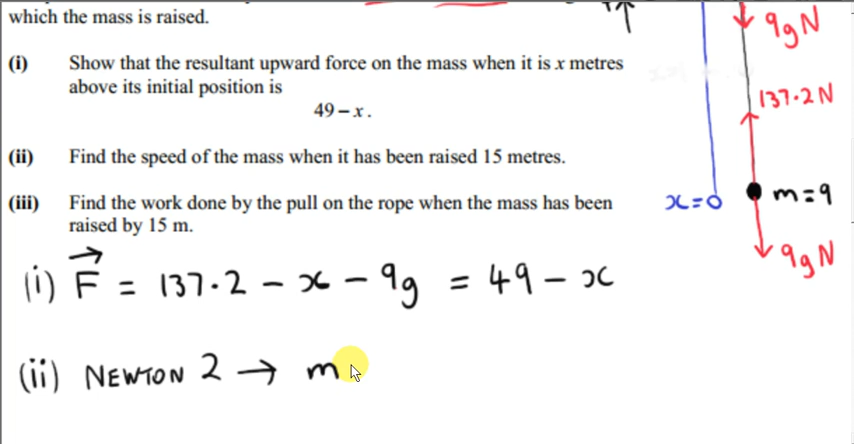 which the mass is raised.
(i) Show that the resultant upward force on the mass when it is x metres
above its initial position is
49 – x .
(ii) Find the speed of the mass when it has been raised 15 metres.
(iii) Find the work done by the pull on the rope when the mass has been
raised by 15 m.
9gN
137.2N
x=0
m=9
9gN
(i) F = 137.2 – x – 9g = 49 – x
(ii) NEWTON 2 → m